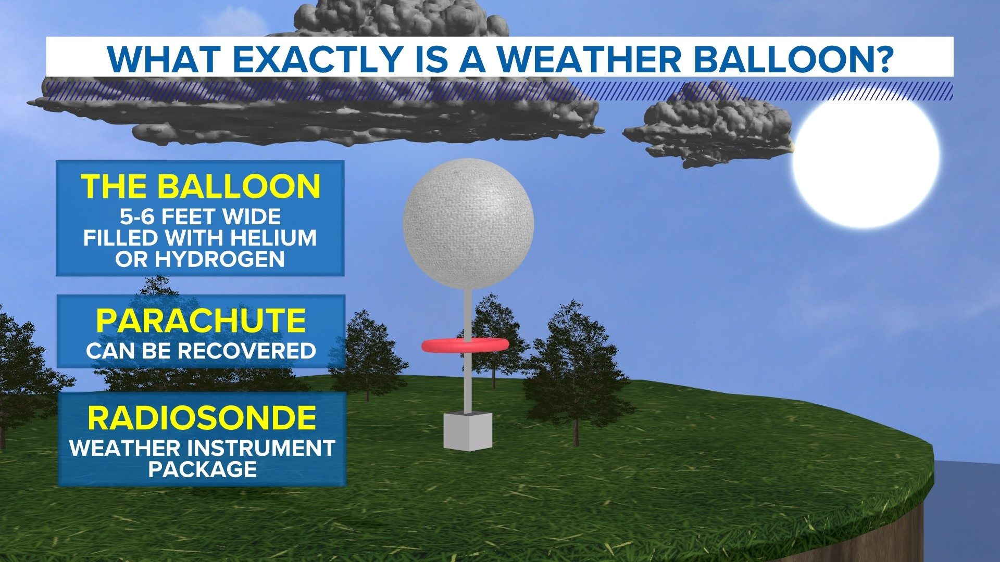 WHAT EXACTLY IS A WEATHER BALLOON?
THE BALLOON
5-6 FEET WIDE
FILLED WITH HELIUM
OR HYDROGEN
PARACHUTE
CAN BE RECOVERED
RADIOSONDE
WEATHER INSTRUMENT
PACKAGE